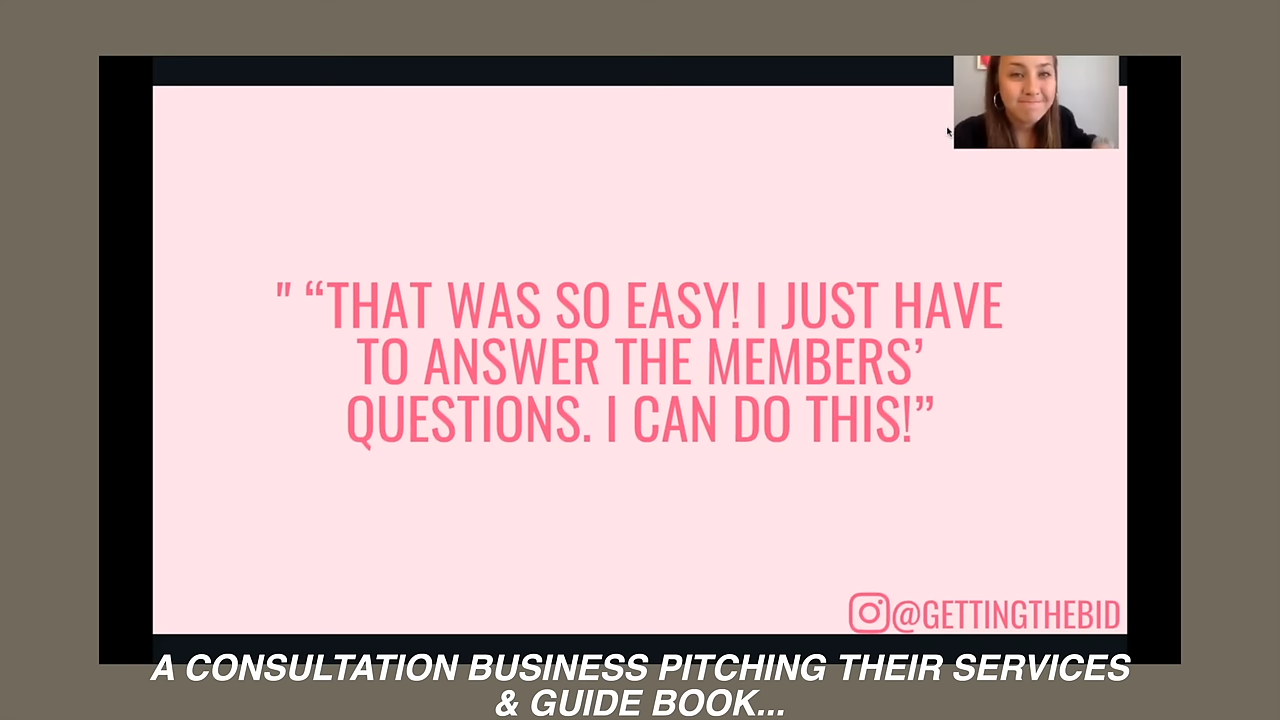 " “THAT WAS SO EASY! I JUST HAVE
TO ANSWER THE MEMBERS’
QUESTIONS. I CAN DO THIS!”
@GETTINGTHEBID
A CONSULTATION BUSINESS PITCHING THEIR SERVICES
& GUIDE BOOK...